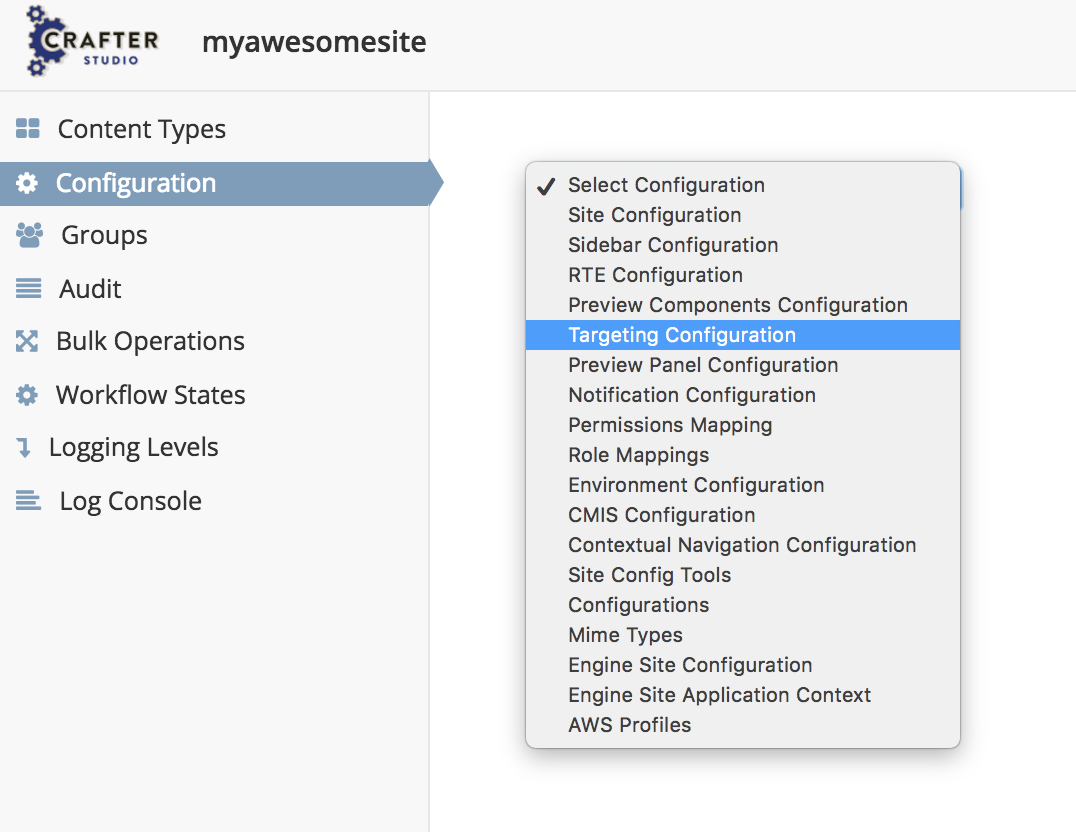 CRAFTER
STUDIO
myawesomesite
Content Types
Configuration
Groups
Audit
Bulk Operations
Workflow States
Logging Levels
Log Console
Select Configuration
Site Configuration
Sidebar Configuration
RTE Configuration
Preview Components Configuration
Targeting Configuration
Preview Panel Configuration
Notification Configuration
Permissions Mapping
Role Mappings
Environment Configuration
CMIS Configuration
Contextual Navigation Configuration
Site Config Tools
Configurations
Mime Types
Engine Site Configuration
Engine Site Application Context
AWS Profiles